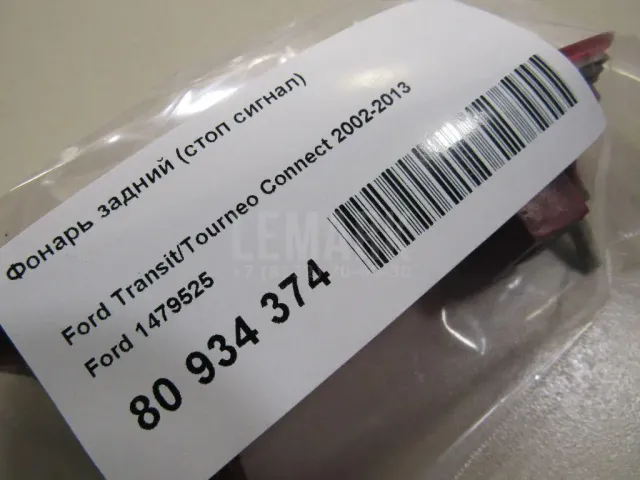 Фонарь задний (стоп сигнал)
Ford Transit/Tourneo Connect 2002-2013
Ford 1479525
80 934 374